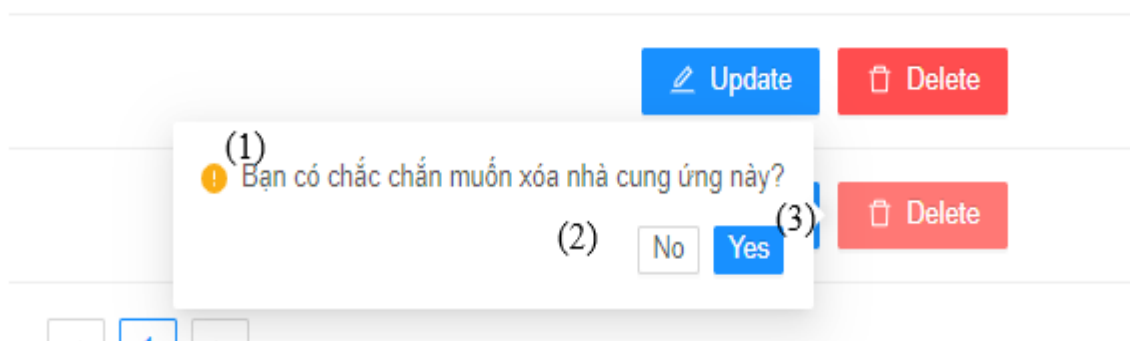 Update Delete
(1)
Bạn có chắc chắn muốn xóa nhà cung ứng này?
Delete
(2) No Yes (3)